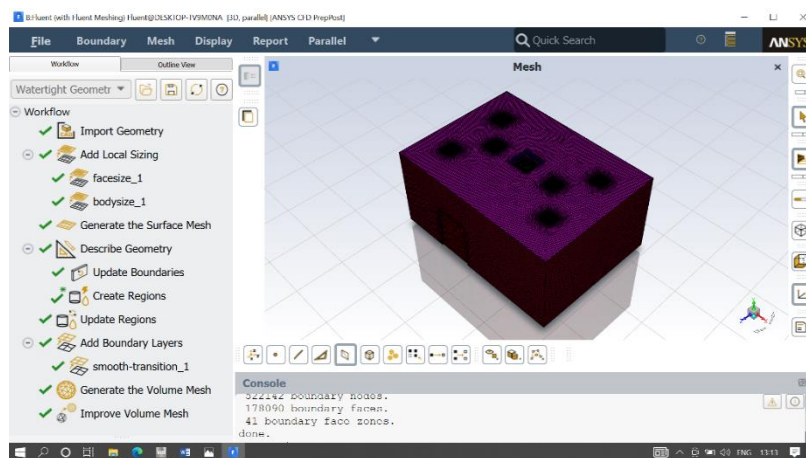 B:Fluent (with Fluent Meshing) Fluent@DESKTOP-TV9M0NA [3D, parallel] [ANSYS CFD PrepPost]
File Boundary Mesh Display Report Parallel Quick Search ANSYS
Workflow Outline View
Mesh
Watertight Geometr
Workflow
Import Geometry
Add Local Sizing
facesize_1
bodysize_1
Generate the Surface Mesh
Describe Geometry
Update Boundaries
Create Regions
Update Regions
Add Boundary Layers
smooth-transition_1
Generate the Volume Mesh
Improve Volume Mesh
Console
522142 boundary nodes.
178090 boundary faces.
41 boundary face zones.
done.
ENG 13:13